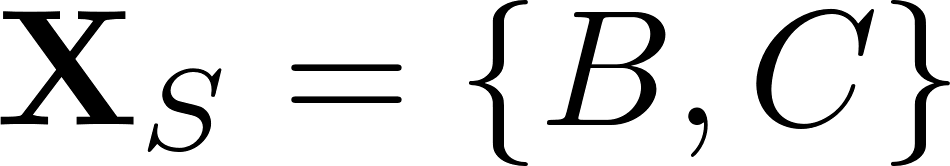 𝐗_S = {B, C}